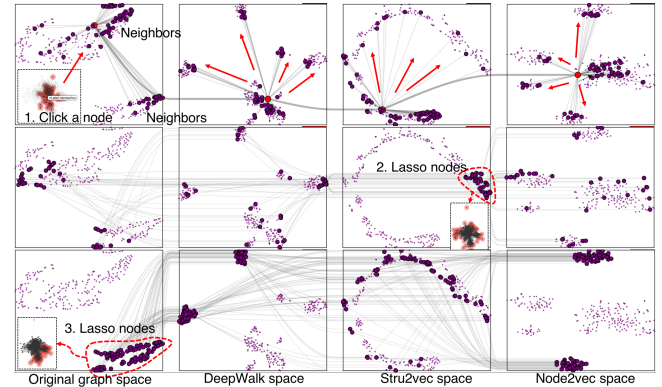 Neighbors
1. Click a node
Neighbors
2. Lasso nodes
3. Lasso nodes
Original graph space
DeepWalk space
Stru2vec space
Node2vec space